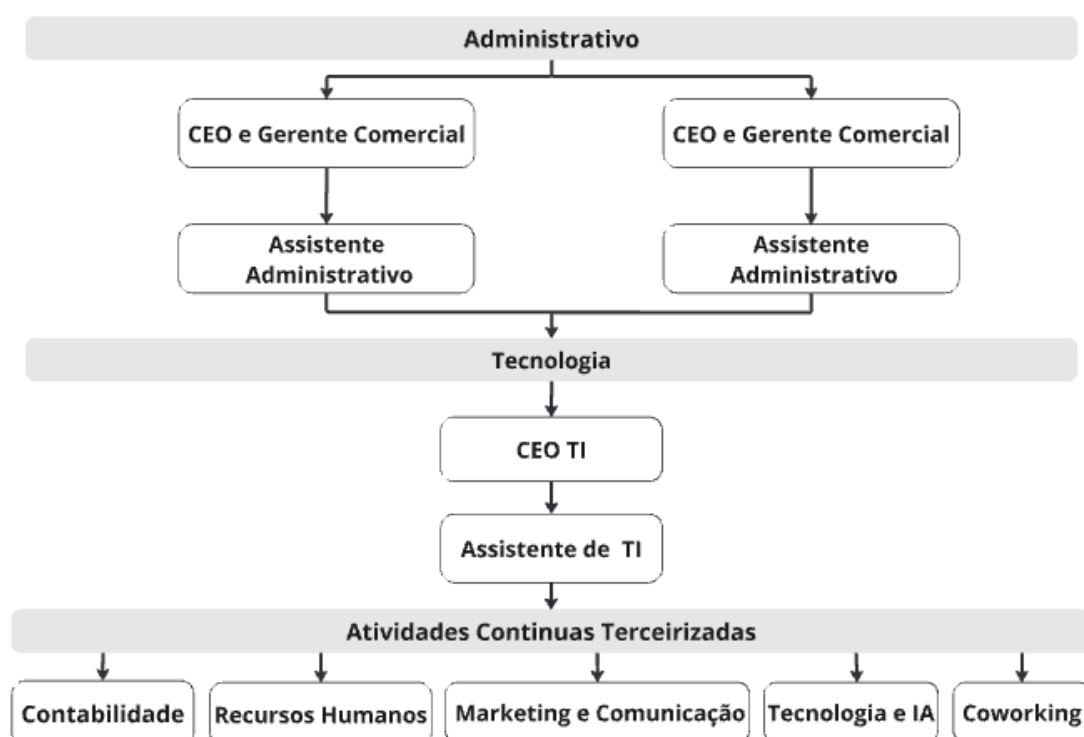 Administrativo
CEO e Gerente Comercial
CEO e Gerente Comercial
Assistente
Administrativo
Assistente
Administrativo
Tecnologia
CEO TI
Assistente de TI
Atividades Continuas Terceirizadas
Contabilidade
Recursos Humanos
Marketing e Comunicação
Tecnologia e IA
Coworking